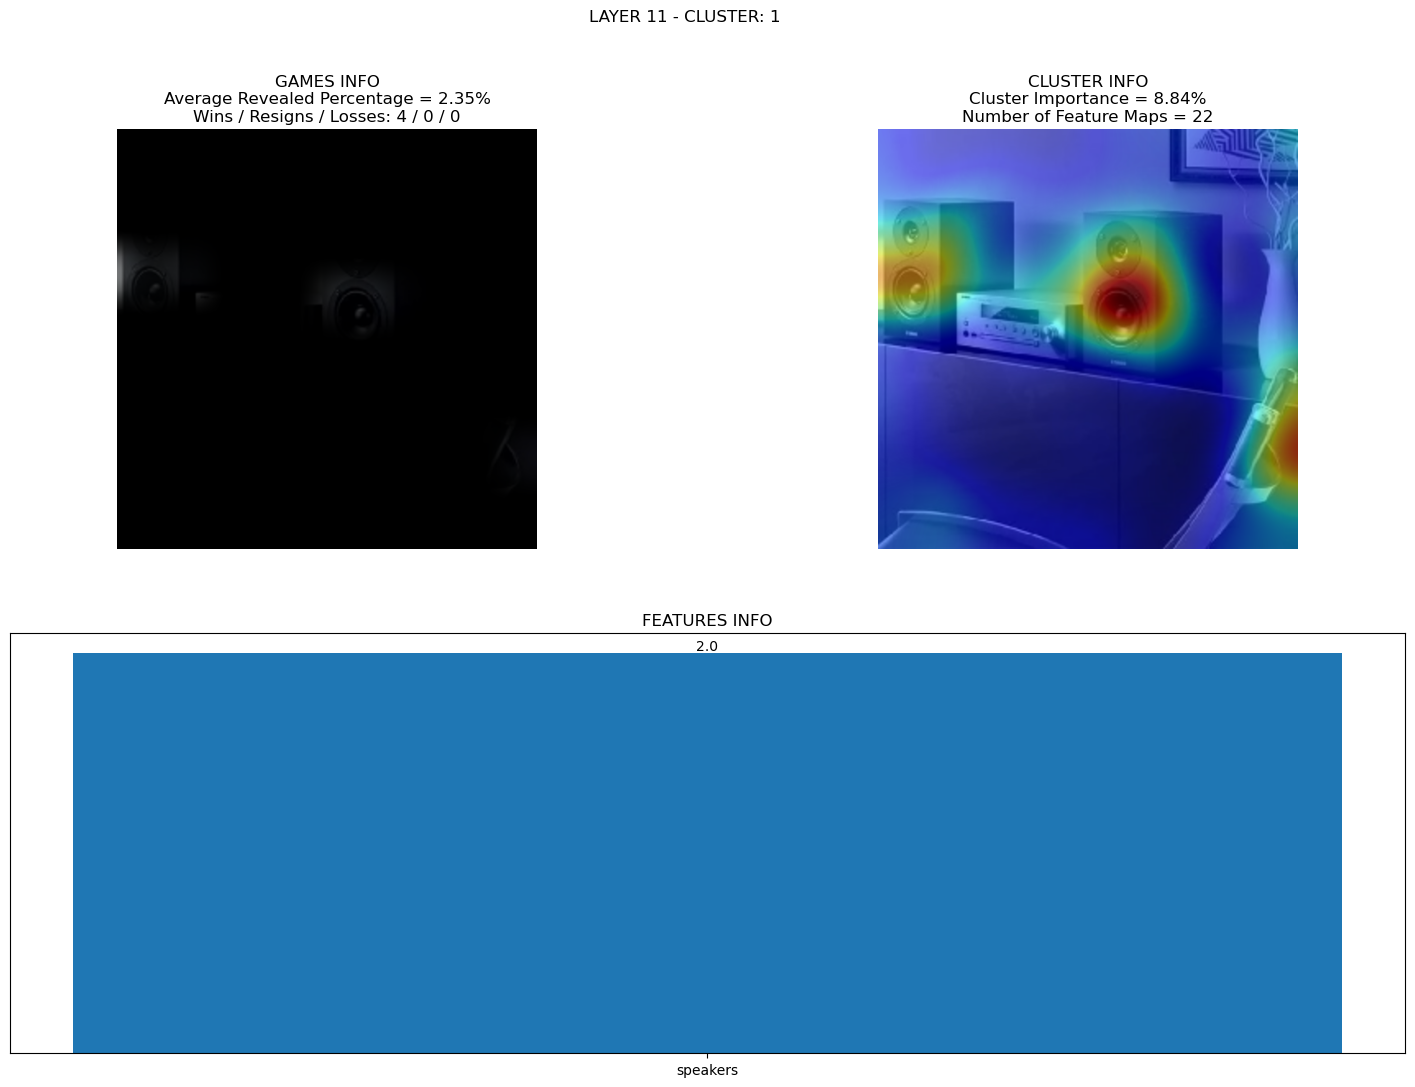 LAYER 11 - CLUSTER: 1
GAMES INFO
Average Revealed Percentage = 2.35%
Wins / Resigns / Losses: 4 / 0 / 0
CLUSTER INFO
Cluster Importance = 8.84%
Number of Feature Maps = 22
FEATURES INFO
2.0
speakers